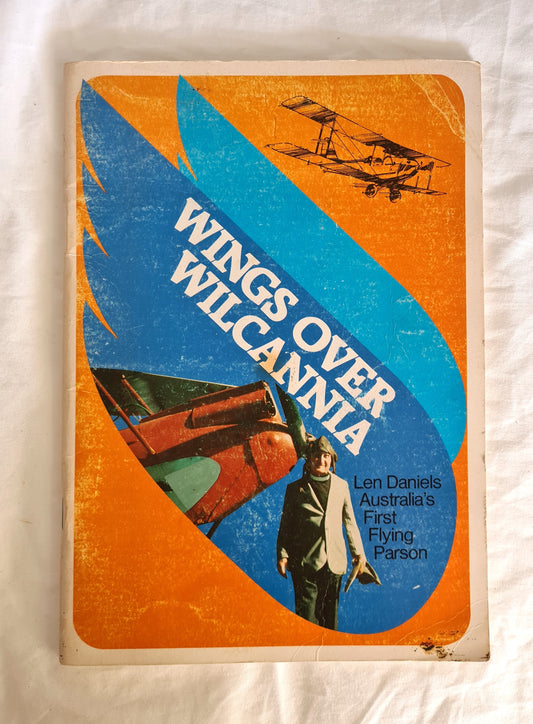 WINGS OVER
WILCANNIA
Len Daniels
Australia's
First
Flying
Parson